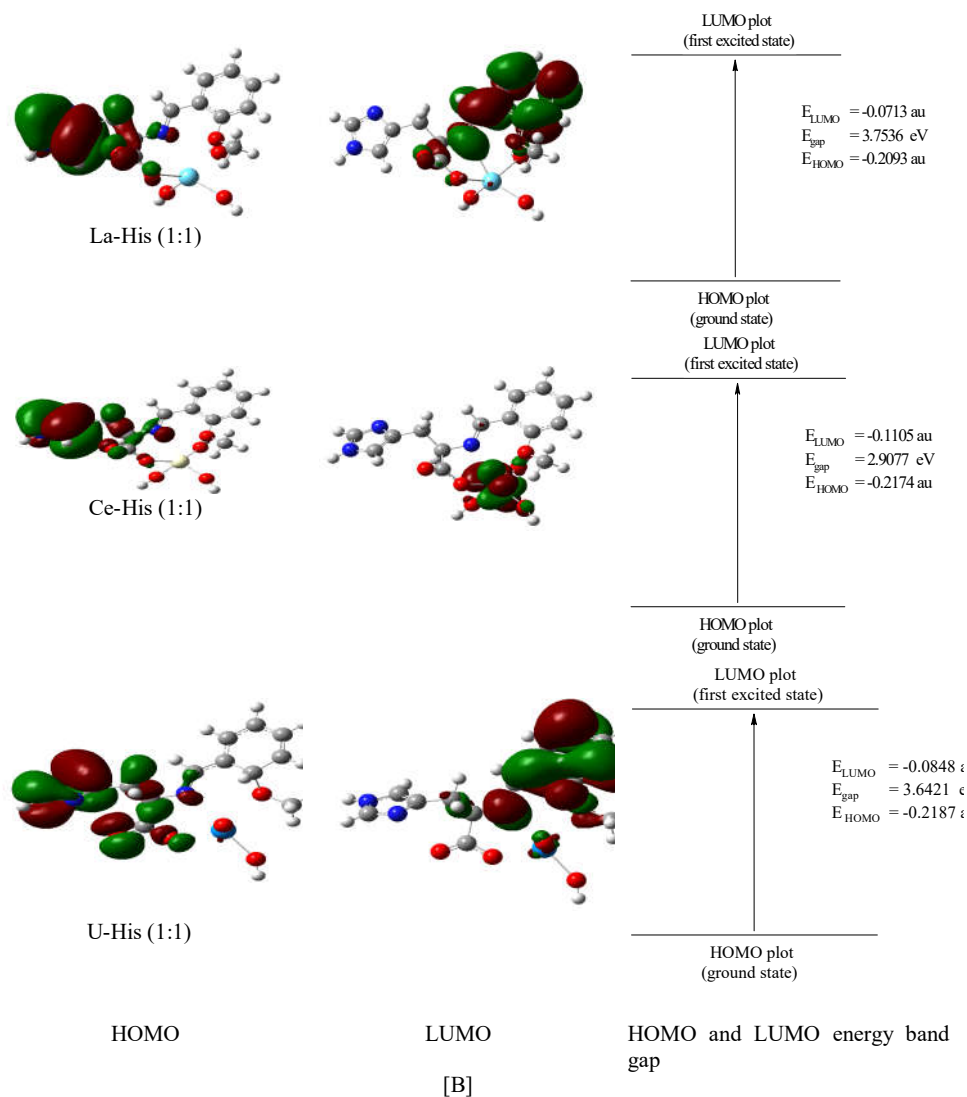 LUMO plot
(first excited state)
E_LUMO = -0.0713 au
E_gap = 3.7536 eV
E_HOMO = -0.2093 au
La-His (1:1)
HOMO plot
(ground state)
LUMO plot
(first excited state)
E_LUMO = -0.1105 au
E_gap = 2.9077 eV
E_HOMO = -0.2174 au
Ce-His (1:1)
HOMO plot
(ground state)
LUMO plot
(first excited state)
E_LUMO = -0.0848 a
E_gap = 3.6421 e
E_HOMO = -0.2187 a
U-His (1:1)
HOMO plot
(ground state)
HOMO
LUMO
HOMO and LUMO energy band
gap
[B]